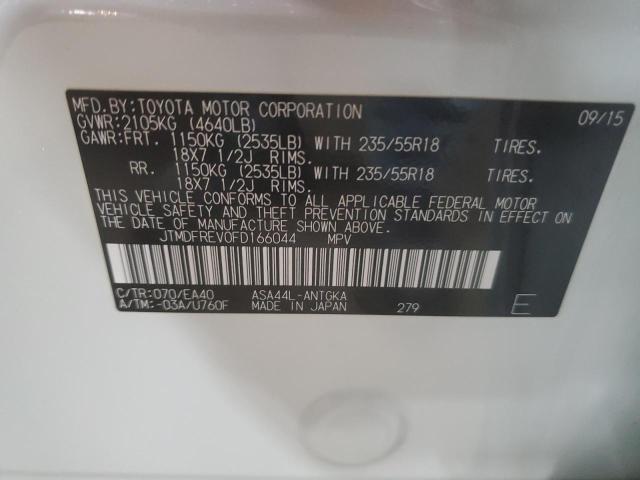 MFD.BY:TOYOTA MOTOR CORPORATION 09/15
GVWR:2105KG (4640LB)
GAWR:FRT. 1150KG (2535LB) WITH 235/55R18 TIRES.
18X7 1/2J RIMS.
RR. 1150KG (2535LB) WITH 235/55R18 TIRES.
18X7 1/2J RIMS.
THIS VEHICLE CONFORMS TO ALL APPLICABLE FEDERAL MOTOR
VEHICLE SAFETY AND THEFT PREVENTION STANDARDS IN EFFECT ON
THE DATE OF MANUFACTURE SHOWN ABOVE.
JTMDFREV0FD166044 MPV
C/TR:070/EA40 ASA44L-ANTGKA
A/TM:-03A/U760F MADE IN JAPAN 279 E